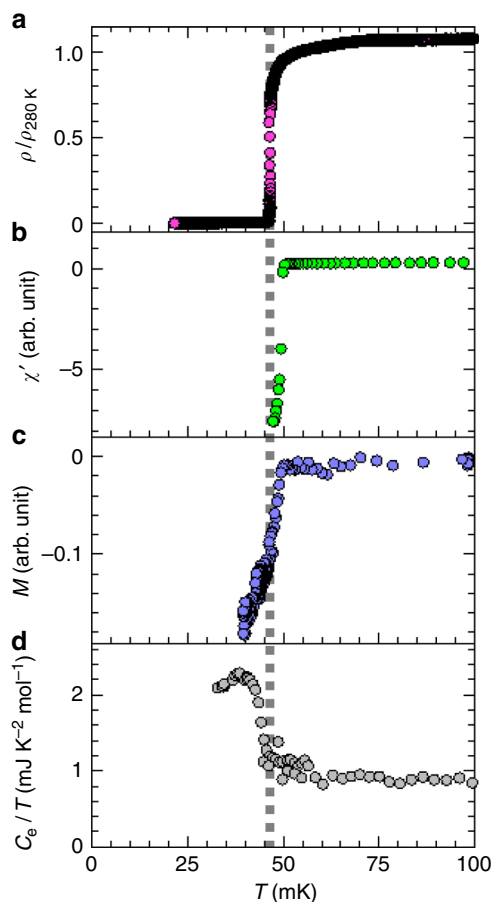 a
1.0
0.5
0
ρ/ρ280 K
b
0
−5
χ′ (arb. unit)
c
0
−0.1
M (arb. unit)
d
2
1
0
Ce / T (mJ K−2 mol−1)
0 25 50 75 100
T (mK)